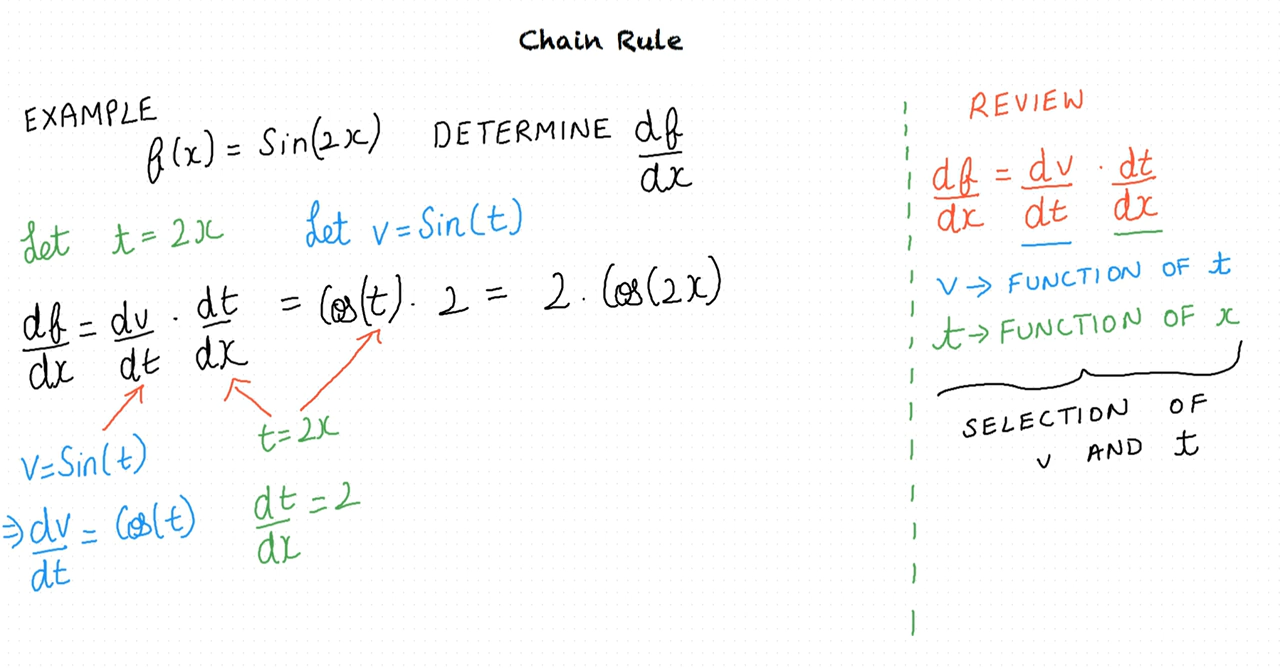 Chain Rule
EXAMPLE
f(x) = Sin(2x) DETERMINE df/dx
Let t = 2x Let v = Sin(t)
df/dx = dv/dt · dt/dx = Cos(t) · 2 = 2 · Cos(2x)
t = 2x
v = Sin(t)
⇒ dv/dt = Cos(t) dt/dx = 2
REVIEW
df/dx = dv/dt · dt/dx
v → FUNCTION OF t
t → FUNCTION OF x
SELECTION OF
v AND t